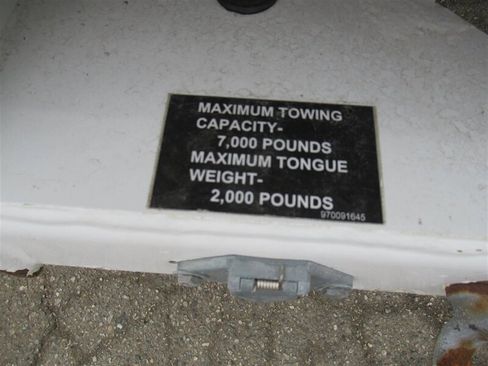 MAXIMUM TOWING
CAPACITY-
7,000 POUNDS
MAXIMUM TONGUE
WEIGHT-
2,000 POUNDS
970091645